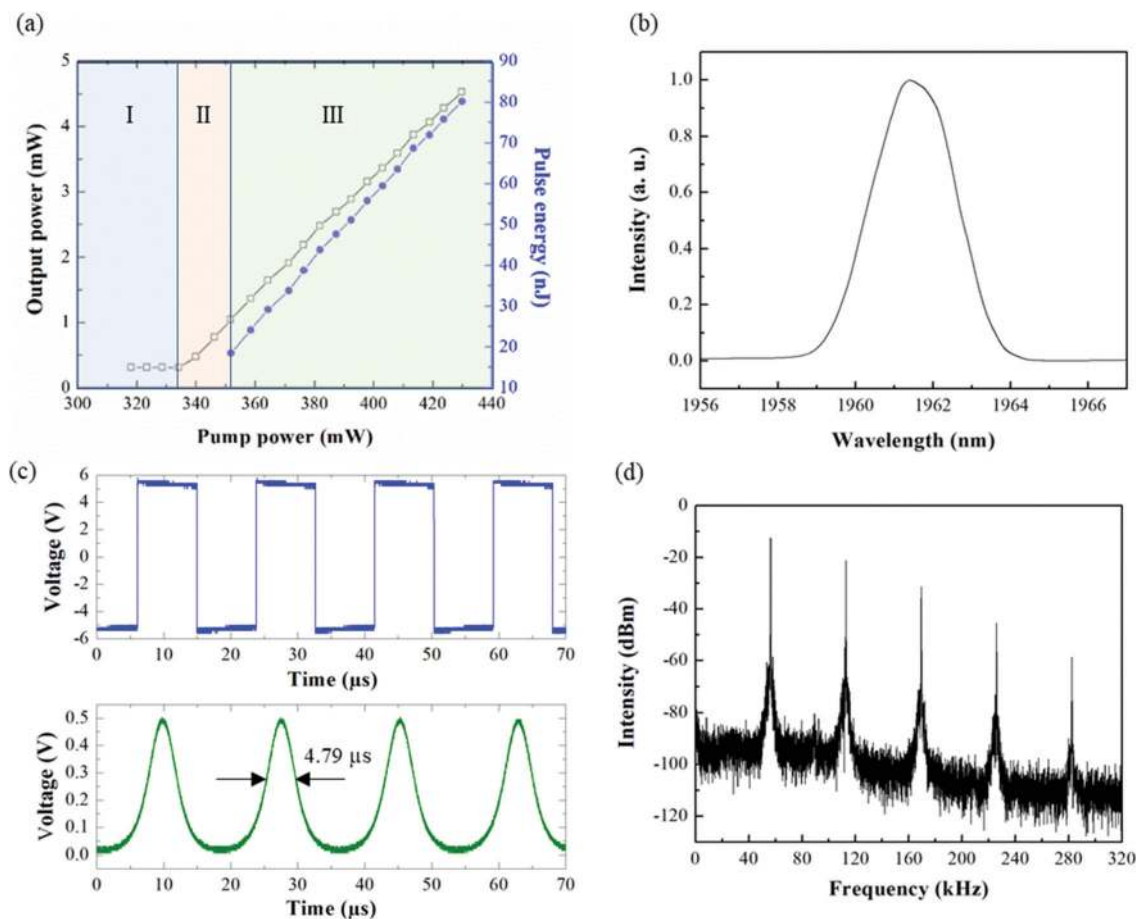 (a)
Output power (mW)
5
4
3
2
1
0
I
II
III
90
80
70
60
50
40
30
20
10
Pulse energy (nJ)
300 320 340 360 380 400 420 440
Pump power (mW)
(b)
Intensity (a. u.)
1.0
0.8
0.6
0.4
0.2
0.0
1956 1958 1960 1962 1964 1966
Wavelength (nm)
(c)
Voltage (V)
6
4
2
0
-2
-4
-6
0 10 20 30 40 50 60 70
Time (μs)
Voltage (V)
0.5
0.4
0.3
0.2
0.1
0.0
4.79 μs
0 10 20 30 40 50 60 70
Time (μs)
(d)
Intensity (dBm)
0
-20
-40
-60
-80
-100
-120
0 40 80 120 160 200 240 280 320
Frequency (kHz)